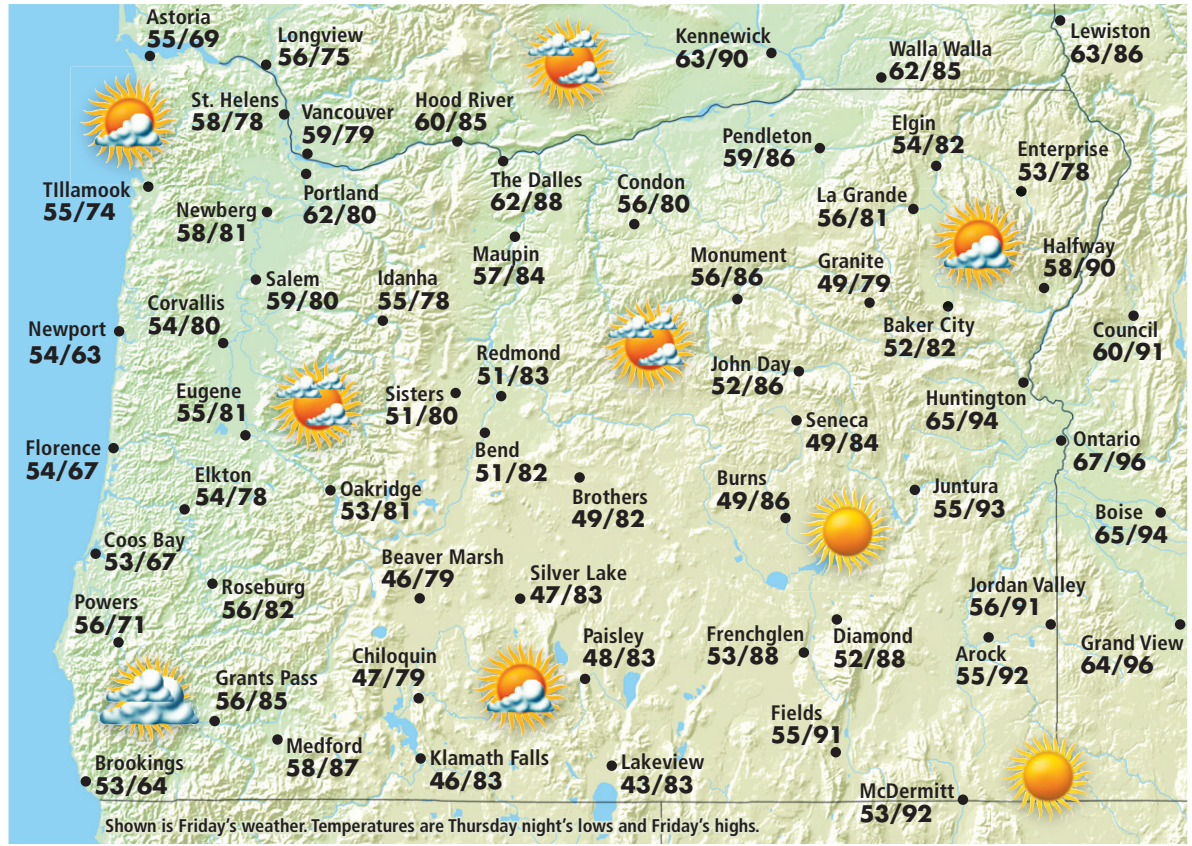 Astoria
55/69
Longview
56/75
Kennewick
63/90
Walla Walla
62/85
Lewiston
63/86
St. Helens
58/78
Vancouver
59/79
Hood River
60/85
Pendleton
59/86
Elgin
54/82
Enterprise
53/78
TIllamook
55/74
Newberg
58/81
Portland
62/80
The Dalles
62/88
Condon
56/80
La Grande
56/81
Maupin
57/84
Monument
56/86
Granite
49/79
Halfway
58/90
Salem
59/80
Idanha
55/78
Corvallis
54/80
Newport
54/63
Baker City
52/82
Council
60/91
Redmond
51/83
John Day
52/86
Eugene
55/81
Sisters
51/80
Huntington
65/94
Seneca
49/84
Florence
54/67
Bend
51/82
Ontario
67/96
Elkton
54/78
Oakridge
53/81
Brothers
49/82
Burns
49/86
Juntura
55/93
Boise
65/94
Coos Bay
53/67
Beaver Marsh
46/79
Silver Lake
47/83
Roseburg
56/82
Jordan Valley
56/91
Powers
56/71
Paisley
48/83
Frenchglen
53/88
Diamond
52/88
Arock
55/92
Grand View
64/96
Chiloquin
47/79
Grants Pass
56/85
Fields
55/91
Medford
58/87
Klamath Falls
46/83
Lakeview
43/83
Brookings
53/64
McDermitt
53/92
Shown is Friday's weather. Temperatures are Thursday night's lows and Friday's highs.